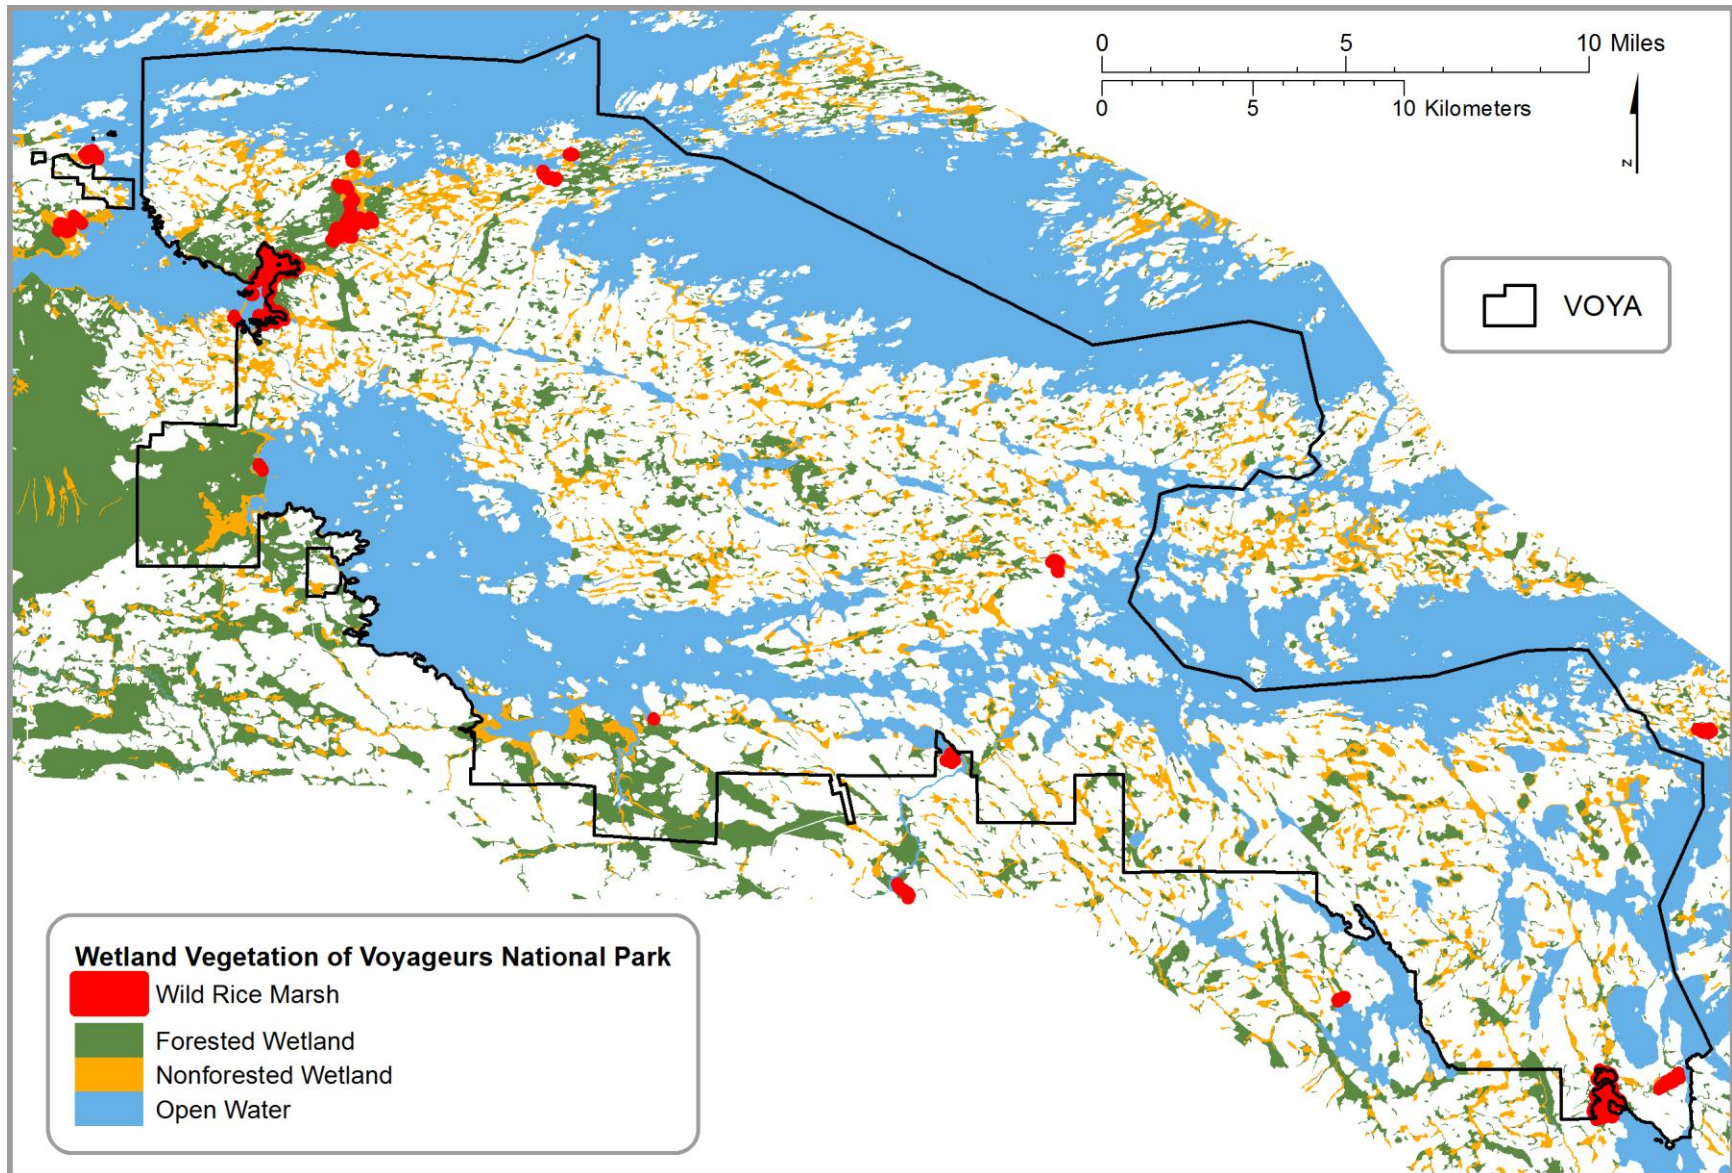 0 5 10 Miles
0 5 10 Kilometers
N
VOYA
Wetland Vegetation of Voyageurs National Park
Wild Rice Marsh
Forested Wetland
Nonforested Wetland
Open Water